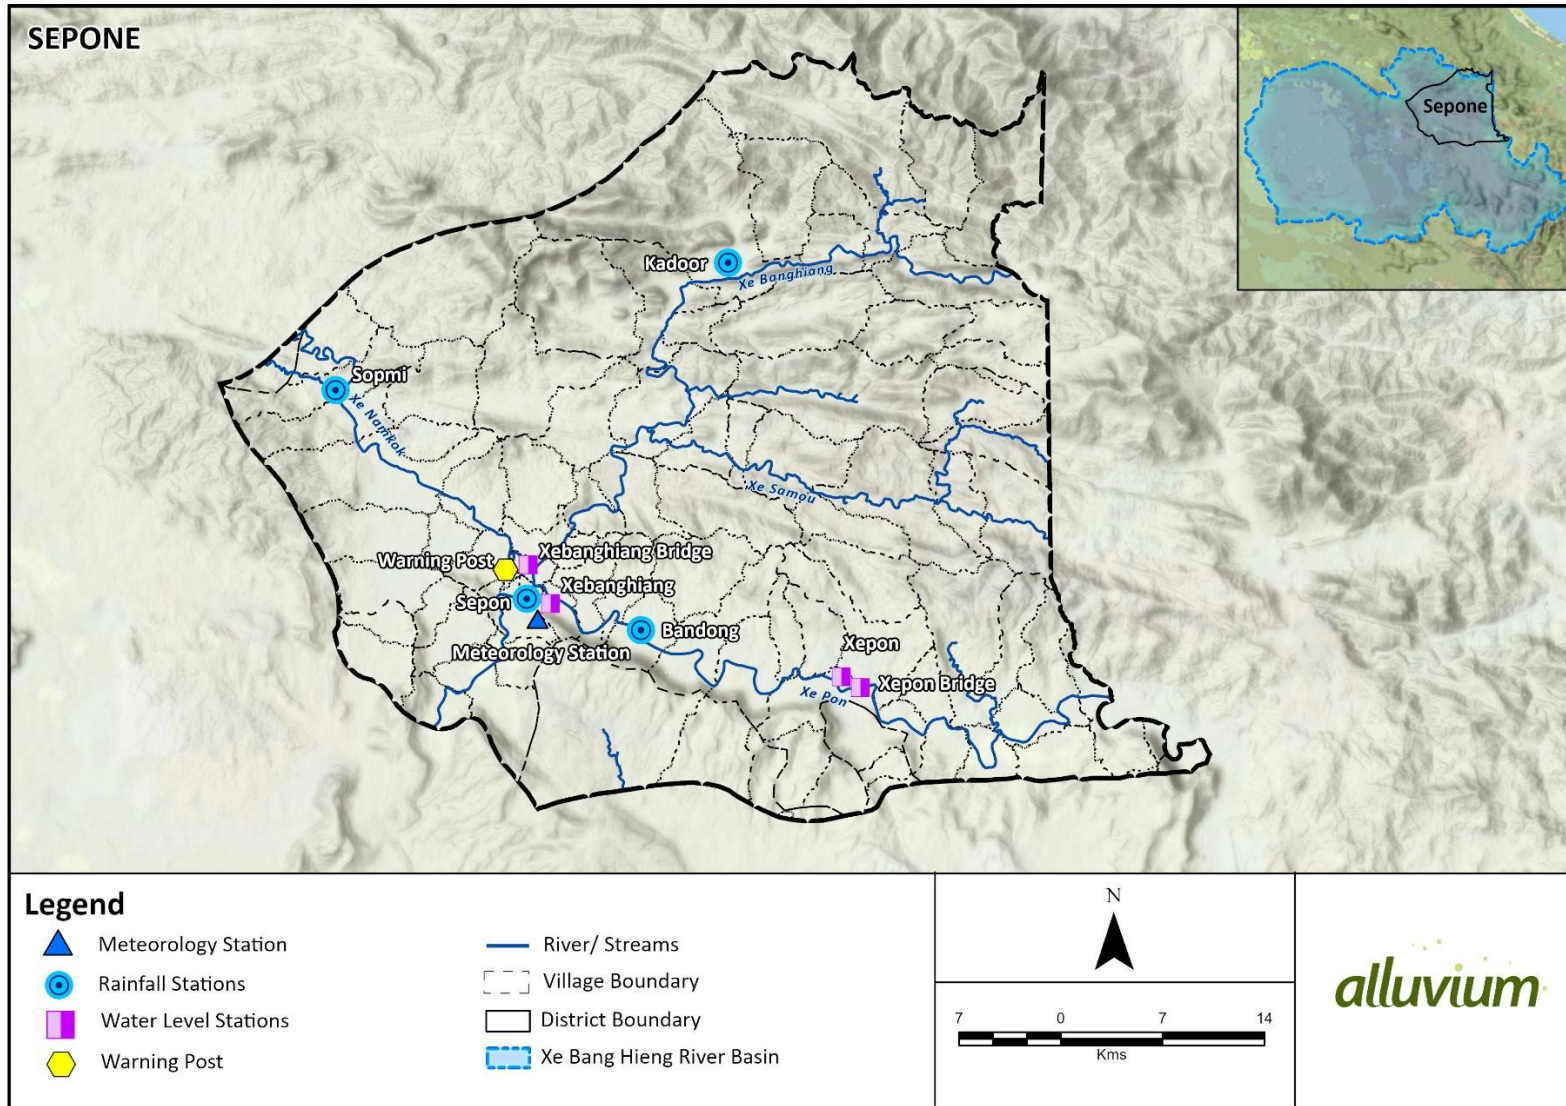 SEPONE
Sepone
Kadoor
Xe Banghiang
Sopmi
Xe Namkok
Xe Samou
Warning Post
Xebanghiang Bridge
Sepon
Xebanghiang
Bandong
Meteorology Station
Xepon
Xe Pon
Xepon Bridge
Legend
Meteorology Station
Rainfall Stations
Water Level Stations
Warning Post
River/ Streams
Village Boundary
District Boundary
Xe Bang Hieng River Basin
N
7 0 7 14
Kms
alluvium